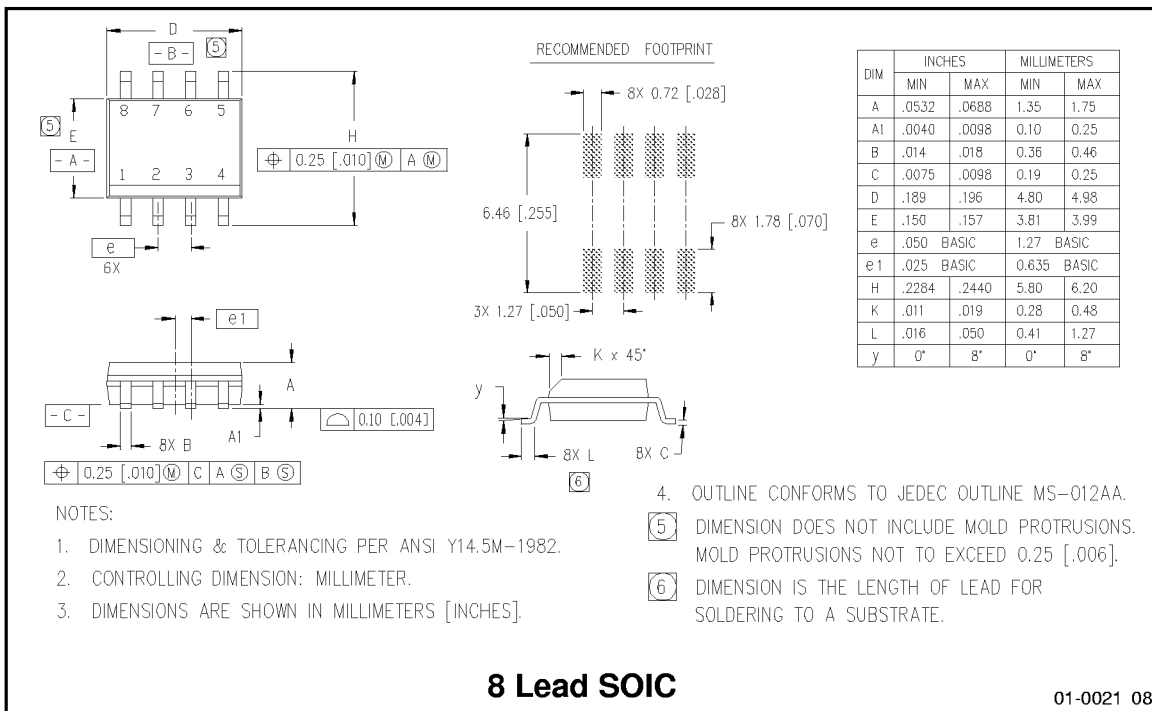 D
- B -
5
8 7 6 5
5
E
- A -
1 2 3 4
H
⌖ 0.25 [.010] Ⓜ A Ⓜ
e
6X
RECOMMENDED FOOTPRINT
8X 0.72 [.028]
6.46 [.255]
8X 1.78 [.070]
3X 1.27 [.050]
DIM INCHES MILLIMETERS
MIN MAX MIN MAX
A .0532 .0688 1.35 1.75
A1 .0040 .0098 0.10 0.25
B .014 .018 0.36 0.46
C .0075 .0098 0.19 0.25
D .189 .196 4.80 4.98
E .150 .157 3.81 3.99
e .050 BASIC 1.27 BASIC
e1 .025 BASIC 0.635 BASIC
H .2284 .2440 5.80 6.20
K .011 .019 0.28 0.48
L .016 .050 0.41 1.27
y 0° 8° 0° 8°
e1
A
- C -
8X B
A1
⌓ 0.10 [.004]
⌖ 0.25 [.010] Ⓜ C A Ⓢ B Ⓢ
K x 45°
y
8X L
8X C
6
NOTES:
1. DIMENSIONING & TOLERANCING PER ANSI Y14.5M-1982.
2. CONTROLLING DIMENSION: MILLIMETER.
3. DIMENSIONS ARE SHOWN IN MILLIMETERS [INCHES].
4. OUTLINE CONFORMS TO JEDEC OUTLINE MS-012AA.
5 DIMENSION DOES NOT INCLUDE MOLD PROTRUSIONS.
MOLD PROTRUSIONS NOT TO EXCEED 0.25 [.006].
6 DIMENSION IS THE LENGTH OF LEAD FOR
SOLDERING TO A SUBSTRATE.
8 Lead SOIC
01-0021 08